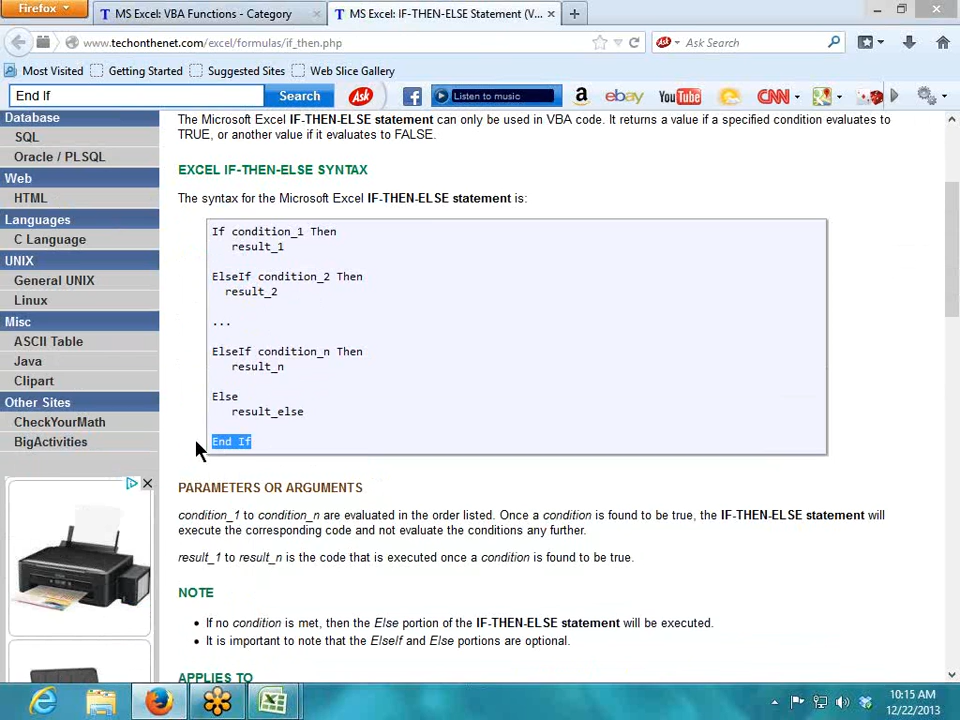 Firefox
MS Excel: VBA Functions - Category
MS Excel: IF-THEN-ELSE Statement (V...
www.techonthenet.com/excel/formulas/if_then.php
Ask Search
Most Visited
Getting Started
Suggested Sites
Web Slice Gallery
End If
Search
Ask
Listen to music
a
ebay
YouTube
CNN
Database
SQL
Oracle / PLSQL
Web
HTML
Languages
C Language
UNIX
General UNIX
Linux
Misc
ASCII Table
Java
Clipart
Other Sites
CheckYourMath
BigActivities
The Microsoft Excel IF-THEN-ELSE statement can only be used in VBA code. It returns a value if a specified condition evaluates to
TRUE, or another value if it evaluates to FALSE.
EXCEL IF-THEN-ELSE SYNTAX
The syntax for the Microsoft Excel IF-THEN-ELSE statement is:
If condition_1 Then
result_1
ElseIf condition_2 Then
result_2
...
ElseIf condition_n Then
result_n
Else
result_else
End If
PARAMETERS OR ARGUMENTS
condition_1 to condition_n are evaluated in the order listed. Once a condition is found to be true, the IF-THEN-ELSE statement will
execute the corresponding code and not evaluate the conditions any further.
result_1 to result_n is the code that is executed once a condition is found to be true.
NOTE
• If no condition is met, then the Else portion of the IF-THEN-ELSE statement will be executed.
• It is important to note that the ElseIf and Else portions are optional.
APPLIES TO
10:15 AM
12/22/2013